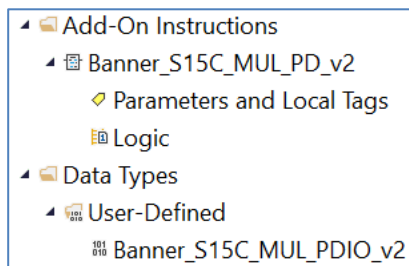 Add-On Instructions
Banner_S15C_MUL_PD_v2
Parameters and Local Tags
Logic
Data Types
User-Defined
Banner_S15C_MUL_PDIO_v2